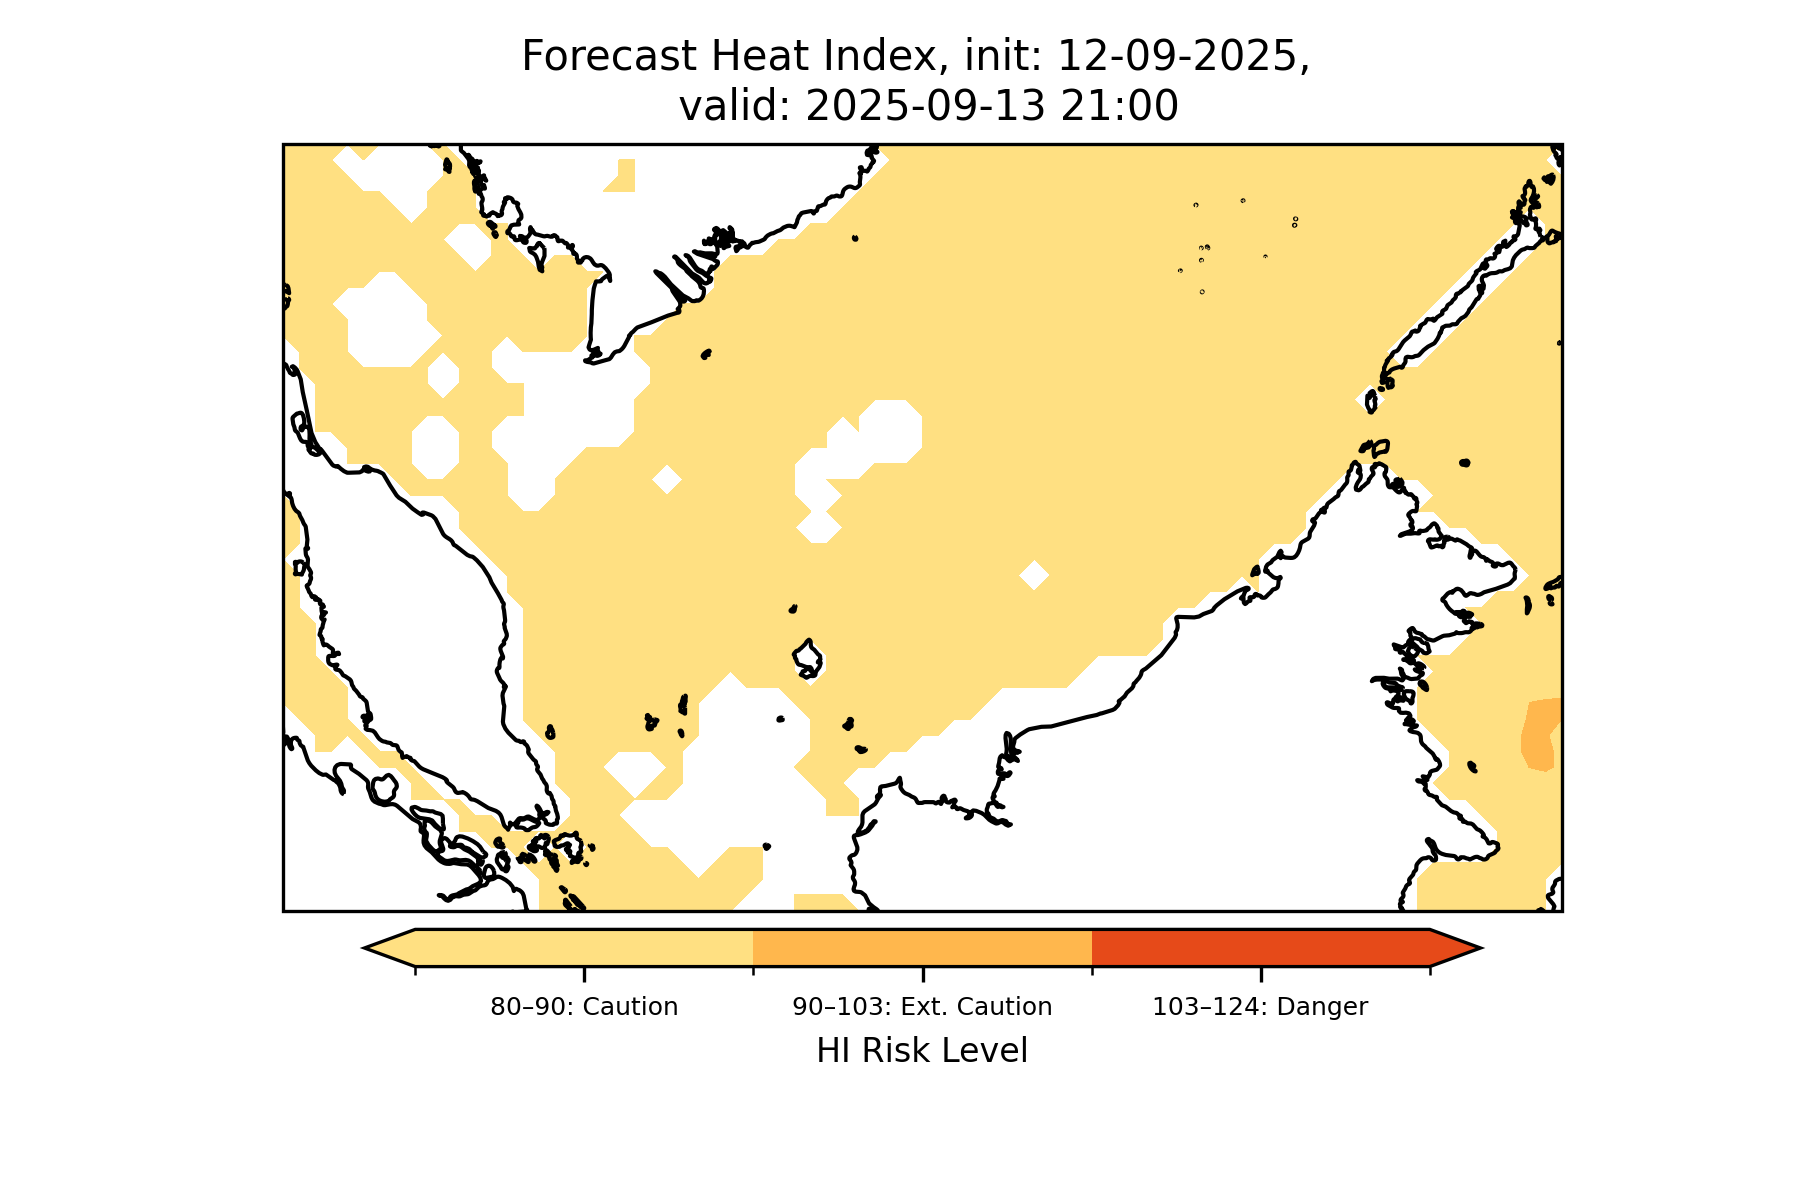 Forecast Heat Index, init: 12-09-2025,
valid: 2025-09-13 21:00
80–90: Caution
90–103: Ext. Caution
103–124: Danger
HI Risk Level